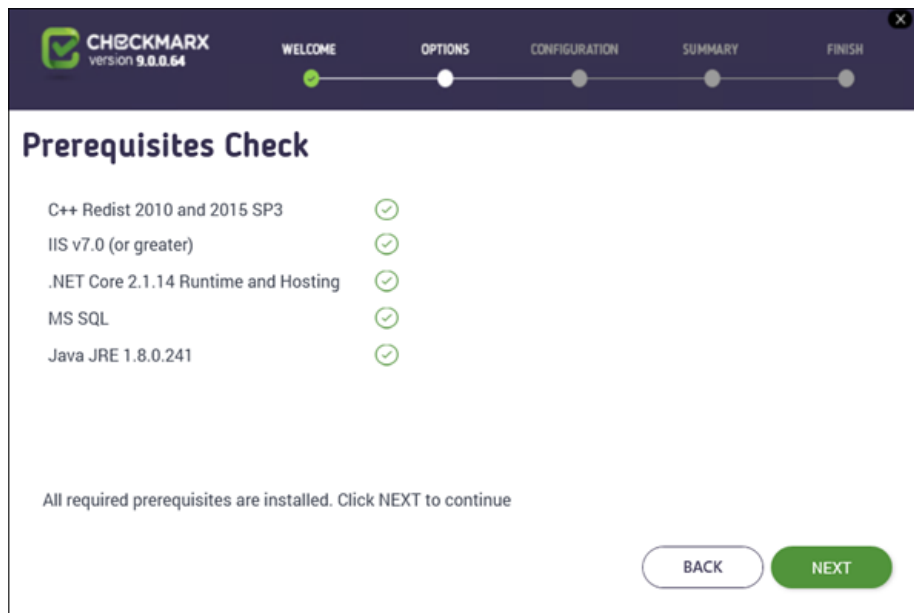 CHECKMARX
version 9.0.0.64
WELCOME
OPTIONS
CONFIGURATION
SUMMARY
FINISH
Prerequisites Check
C++ Redist 2010 and 2015 SP3
IIS v7.0 (or greater)
.NET Core 2.1.14 Runtime and Hosting
MS SQL
Java JRE 1.8.0.241
All required prerequisites are installed. Click NEXT to continue
BACK
NEXT